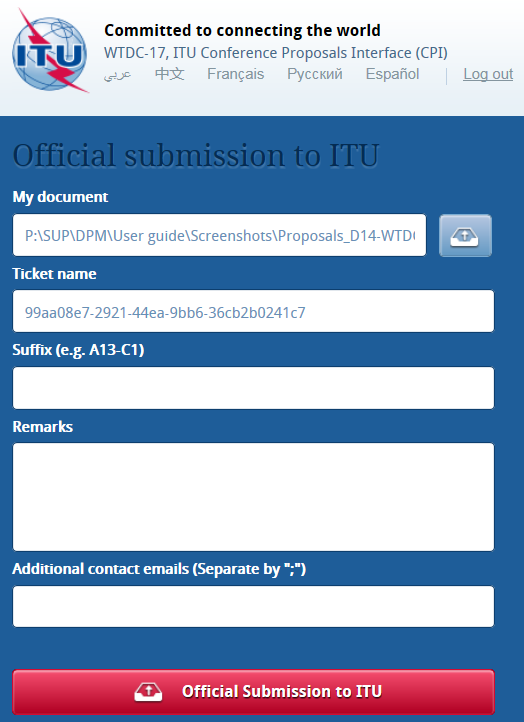 ITU
Committed to connecting the world
WTDC-17, ITU Conference Proposals Interface (CPI)
عربي 中文 Français Русский Español Log out
Official submission to ITU
My document
P:\SUP\DPM\User guide\Screenshots\Proposals_D14-WTDC
Ticket name
99aa08e7-2921-44ea-9bb6-36cb2b0241c7
Suffix (e.g. A13-C1)
Remarks
Additional contact emails (Separate by ";")
Official Submission to ITU